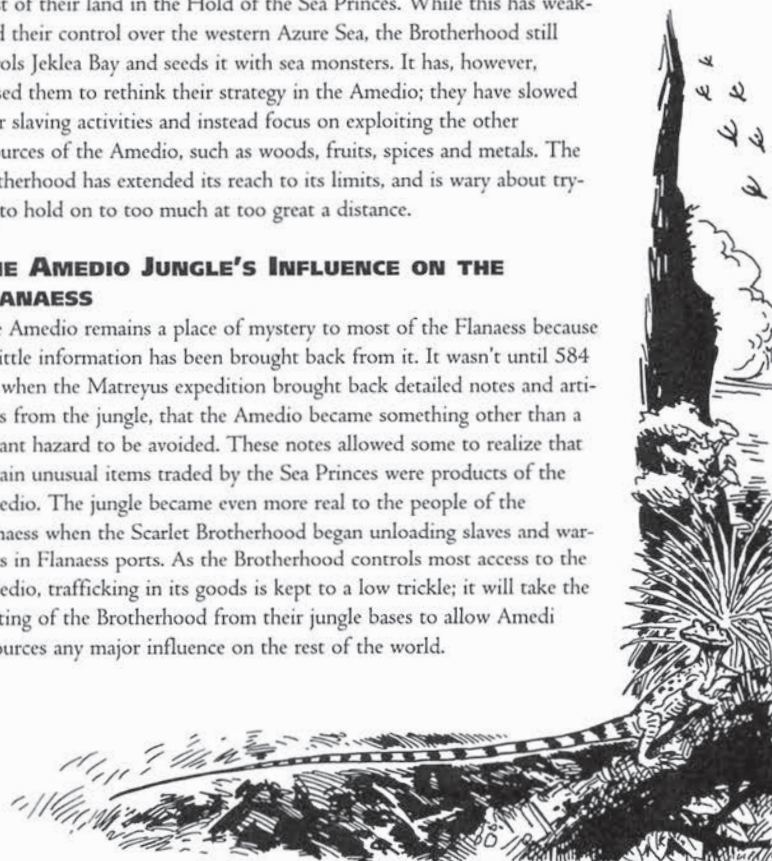 st of their land in the Hold of the Sea Princes. While this has weak-
d their control over the western Azure Sea, the Brotherhood still
rols Jeklea Bay and seeds it with sea monsters. It has, however,
sed them to rethink their strategy in the Amedio; they have slowed
r slaving activities and instead focus on exploiting the other
urces of the Amedio, such as woods, fruits, spices and metals. The
therhood has extended its reach to its limits, and is wary about try-
to hold on to too much at too great a distance.
E AMEDIO JUNGLE'S INFLUENCE ON THE
ANAESS
e Amedio remains a place of mystery to most of the Flanaess because
ittle information has been brought back from it. It wasn't until 584
when the Matreyus expedition brought back detailed notes and arti-
s from the jungle, that the Amedio became something other than a
ant hazard to be avoided. These notes allowed some to realize that
ain unusual items traded by the Sea Princes were products of the
edio. The jungle became even more real to the people of the
naess when the Scarlet Brotherhood began unloading slaves and war-
s in Flanaess ports. As the Brotherhood controls most access to the
edio, trafficking in its goods is kept to a low trickle; it will take the
ting of the Brotherhood from their jungle bases to allow Amedi
ources any major influence on the rest of the world.